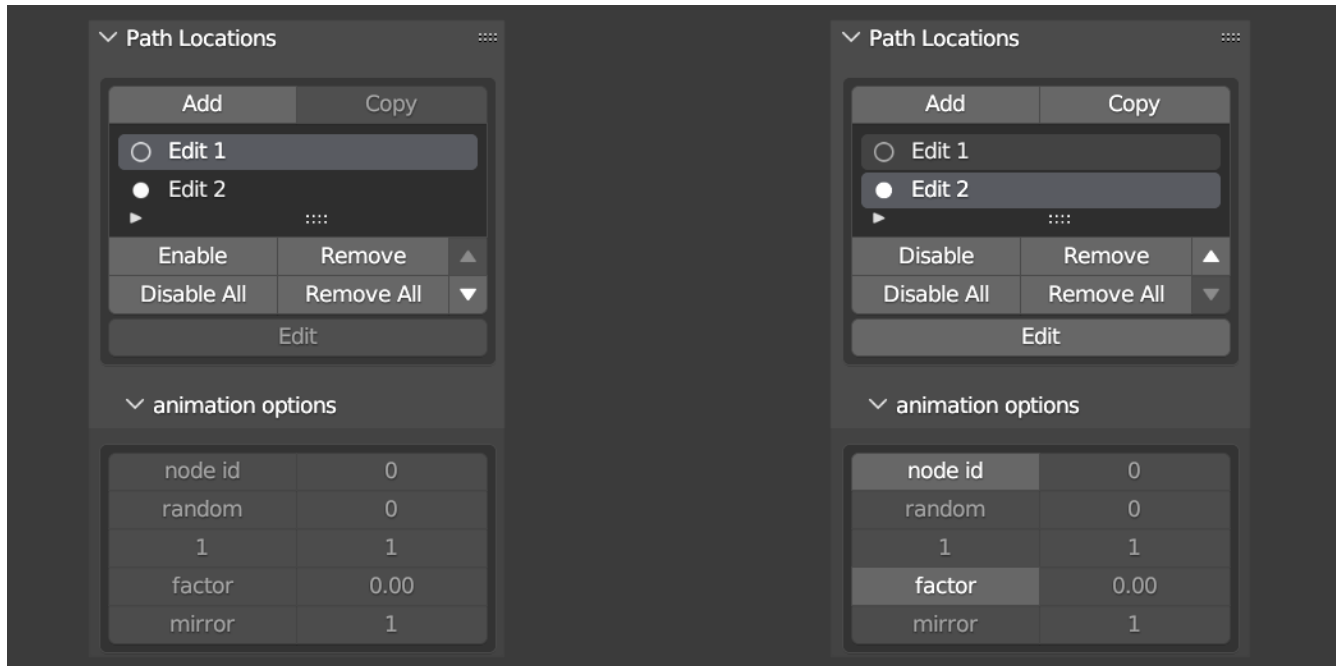 Path Locations
Add Copy
Edit 1
Edit 2
Enable Remove
Disable All Remove All
Edit
animation options
node id 0
random 0
1 1
factor 0.00
mirror 1
Path Locations
Add Copy
Edit 1
Edit 2
Disable Remove
Disable All Remove All
Edit
animation options
node id 0
random 0
1 1
factor 0.00
mirror 1